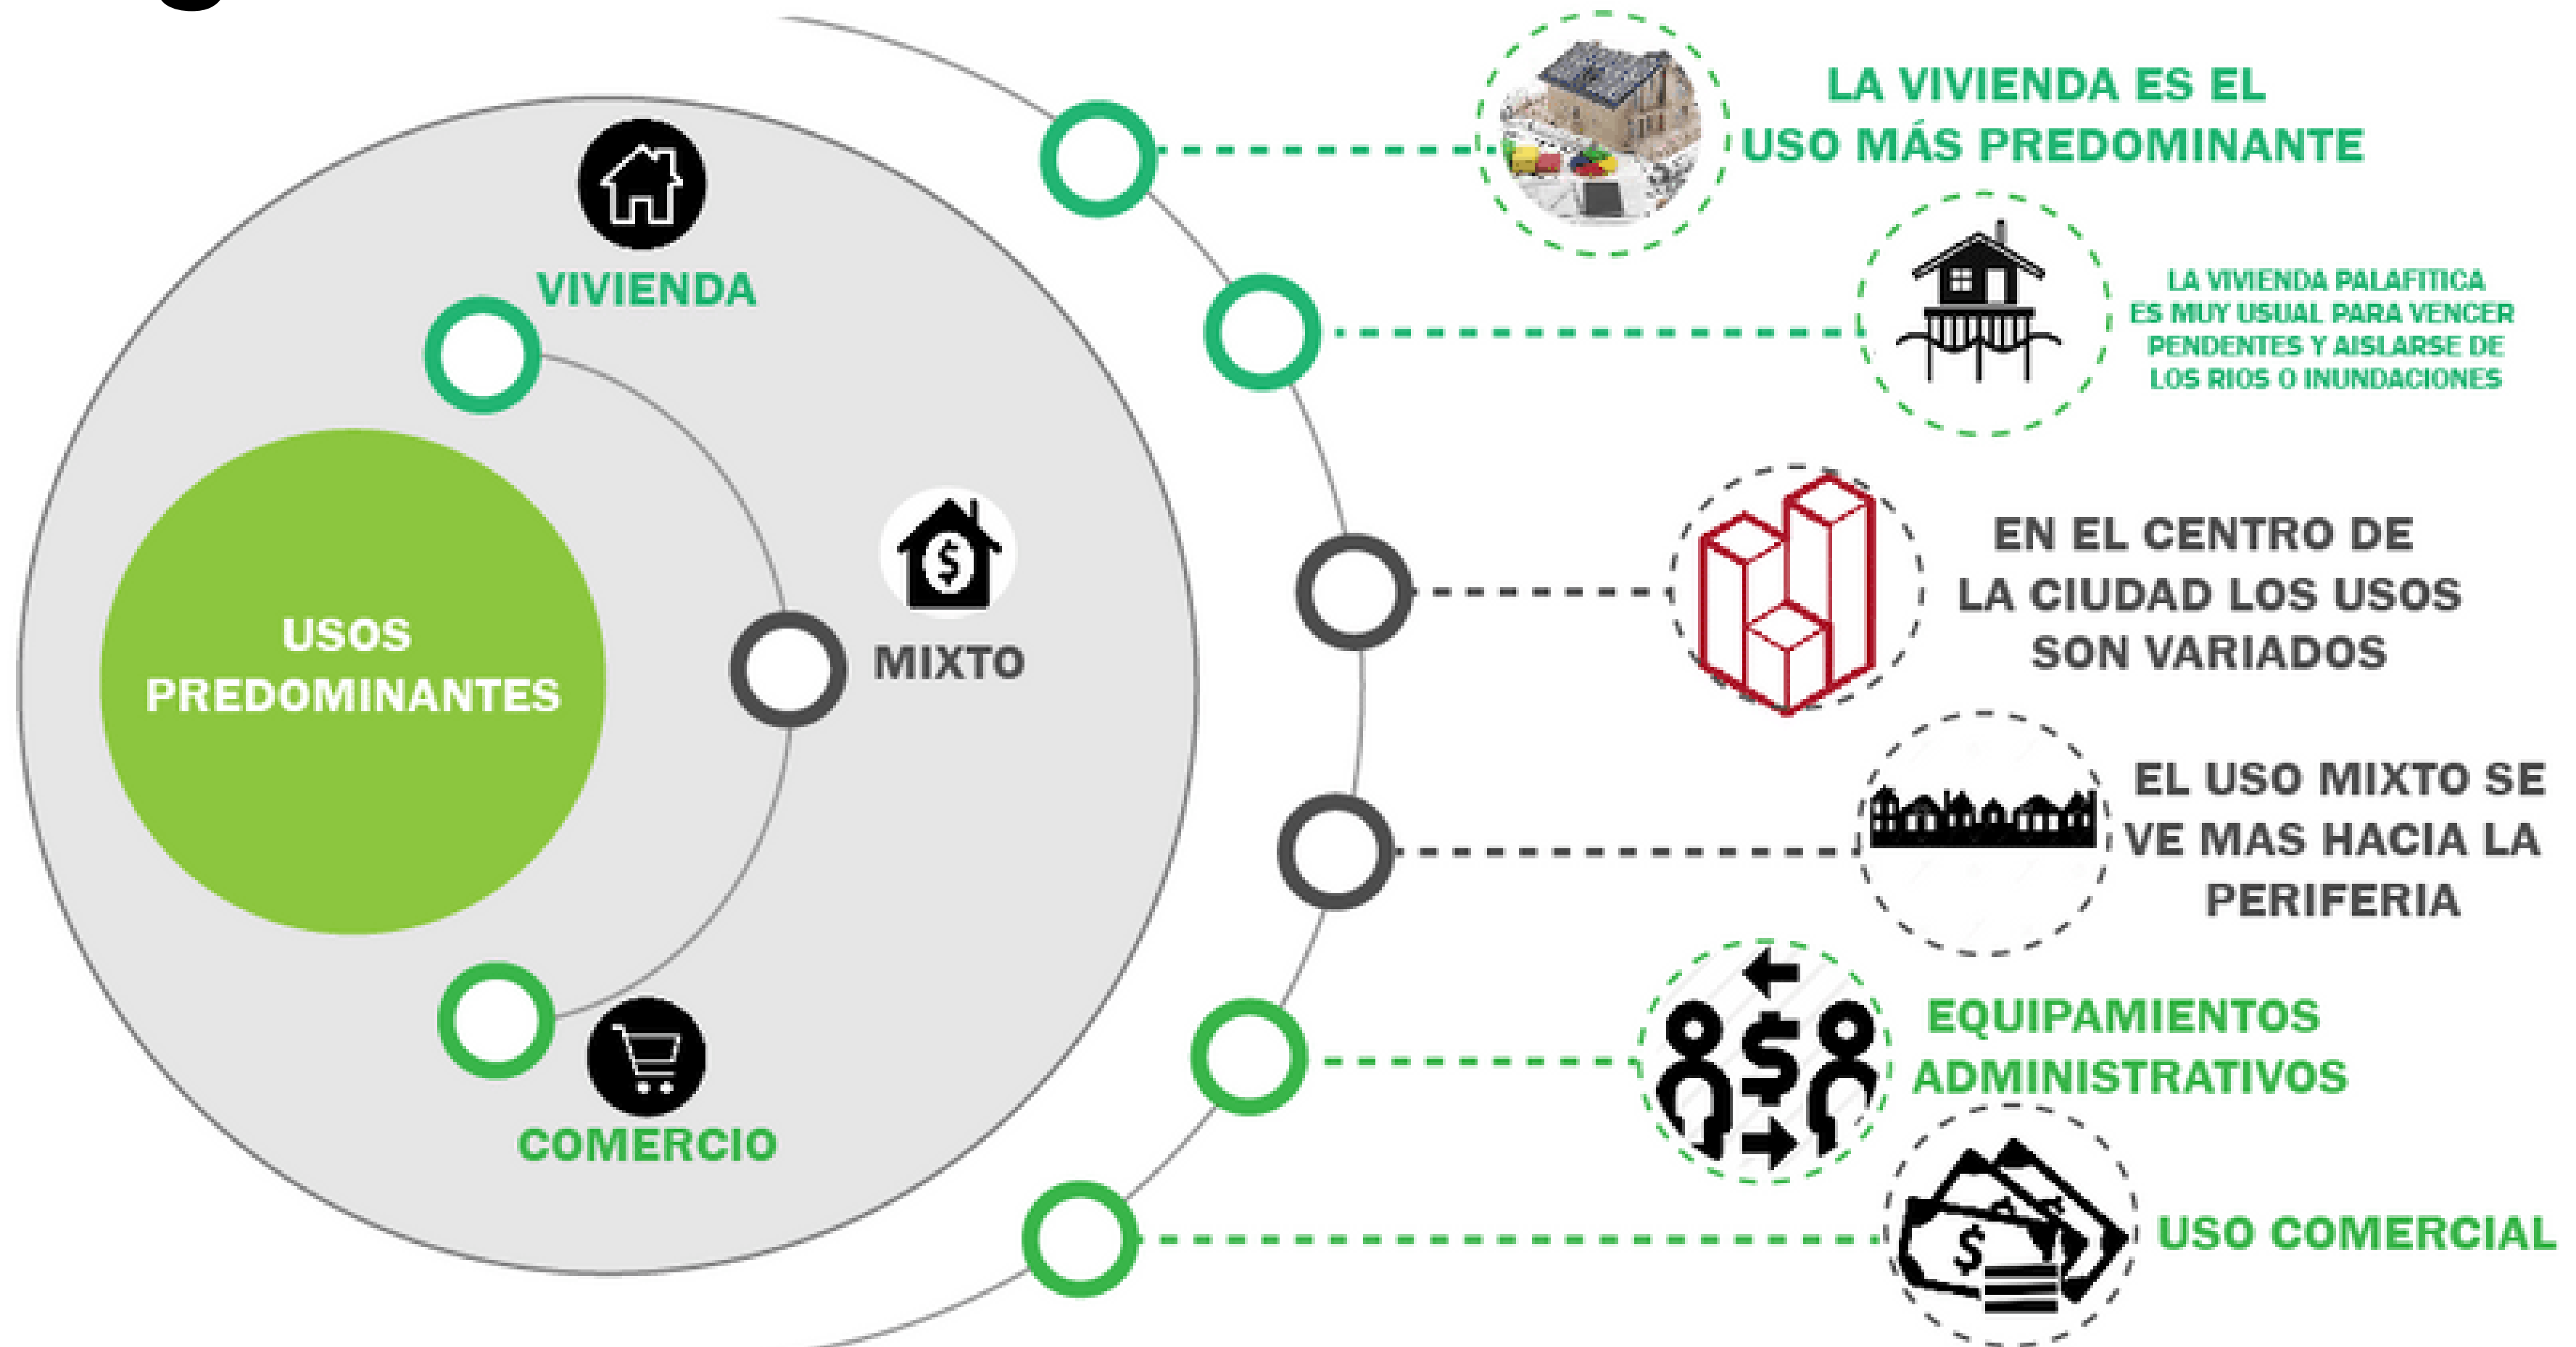 VIVIENDA
USOS
PREDOMINANTES
MIXTO
COMERCIO
LA VIVIENDA ES EL
USO MÁS PREDOMINANTE
LA VIVIENDA PALAFITICA
ES MUY USUAL PARA VENCER
PENDENTES Y AISLARSE DE
LOS RIOS O INUNDACIONES
EN EL CENTRO DE
LA CIUDAD LOS USOS
SON VARIADOS
EL USO MIXTO SE
VE MAS HACIA LA
PERIFERIA
EQUIPAMIENTOS
ADMINISTRATIVOS
USO COMERCIAL